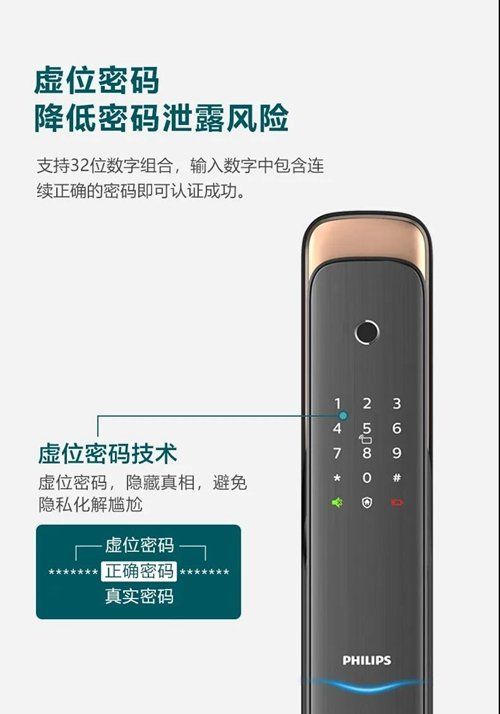 虚位密码
降低密码泄露风险
支持32位数字组合，输入数字中包含连
续正确的密码即可认证成功。
1 2 3
4 5 6
7 8 9
* 0 #
虚位密码技术
虚位密码，隐藏真相，避免
隐私化解尴尬
虚位密码
*******正确密码*******
真实密码
PHILIPS